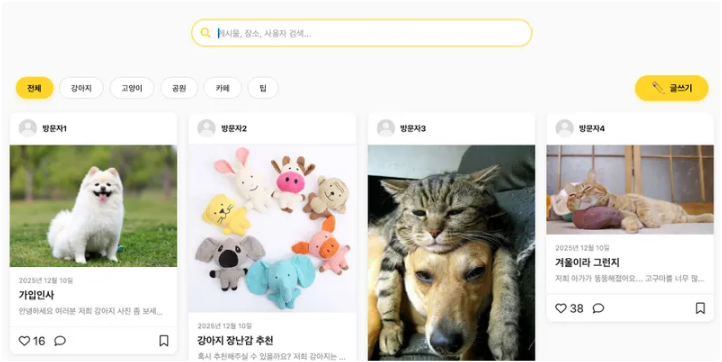 게시물, 장소, 사용자 검색...
전체
강아지
고양이
공원
카페
팁
글쓰기
방문자1
2025년 12월 10일
가입인사
안녕하세요 여러분 저희 강아지 사진 좀 보세...
16
방문자2
2025년 12월 10일
강아지 장난감 추천
혹시 추천해주실 수 있을까요? 저희 강아지는 ...
방문자3
방문자4
2025년 12월 10일
겨울이라 그런지
저희 아가가 뚱뚱해졌어요... 고구마를 너무 많...
38